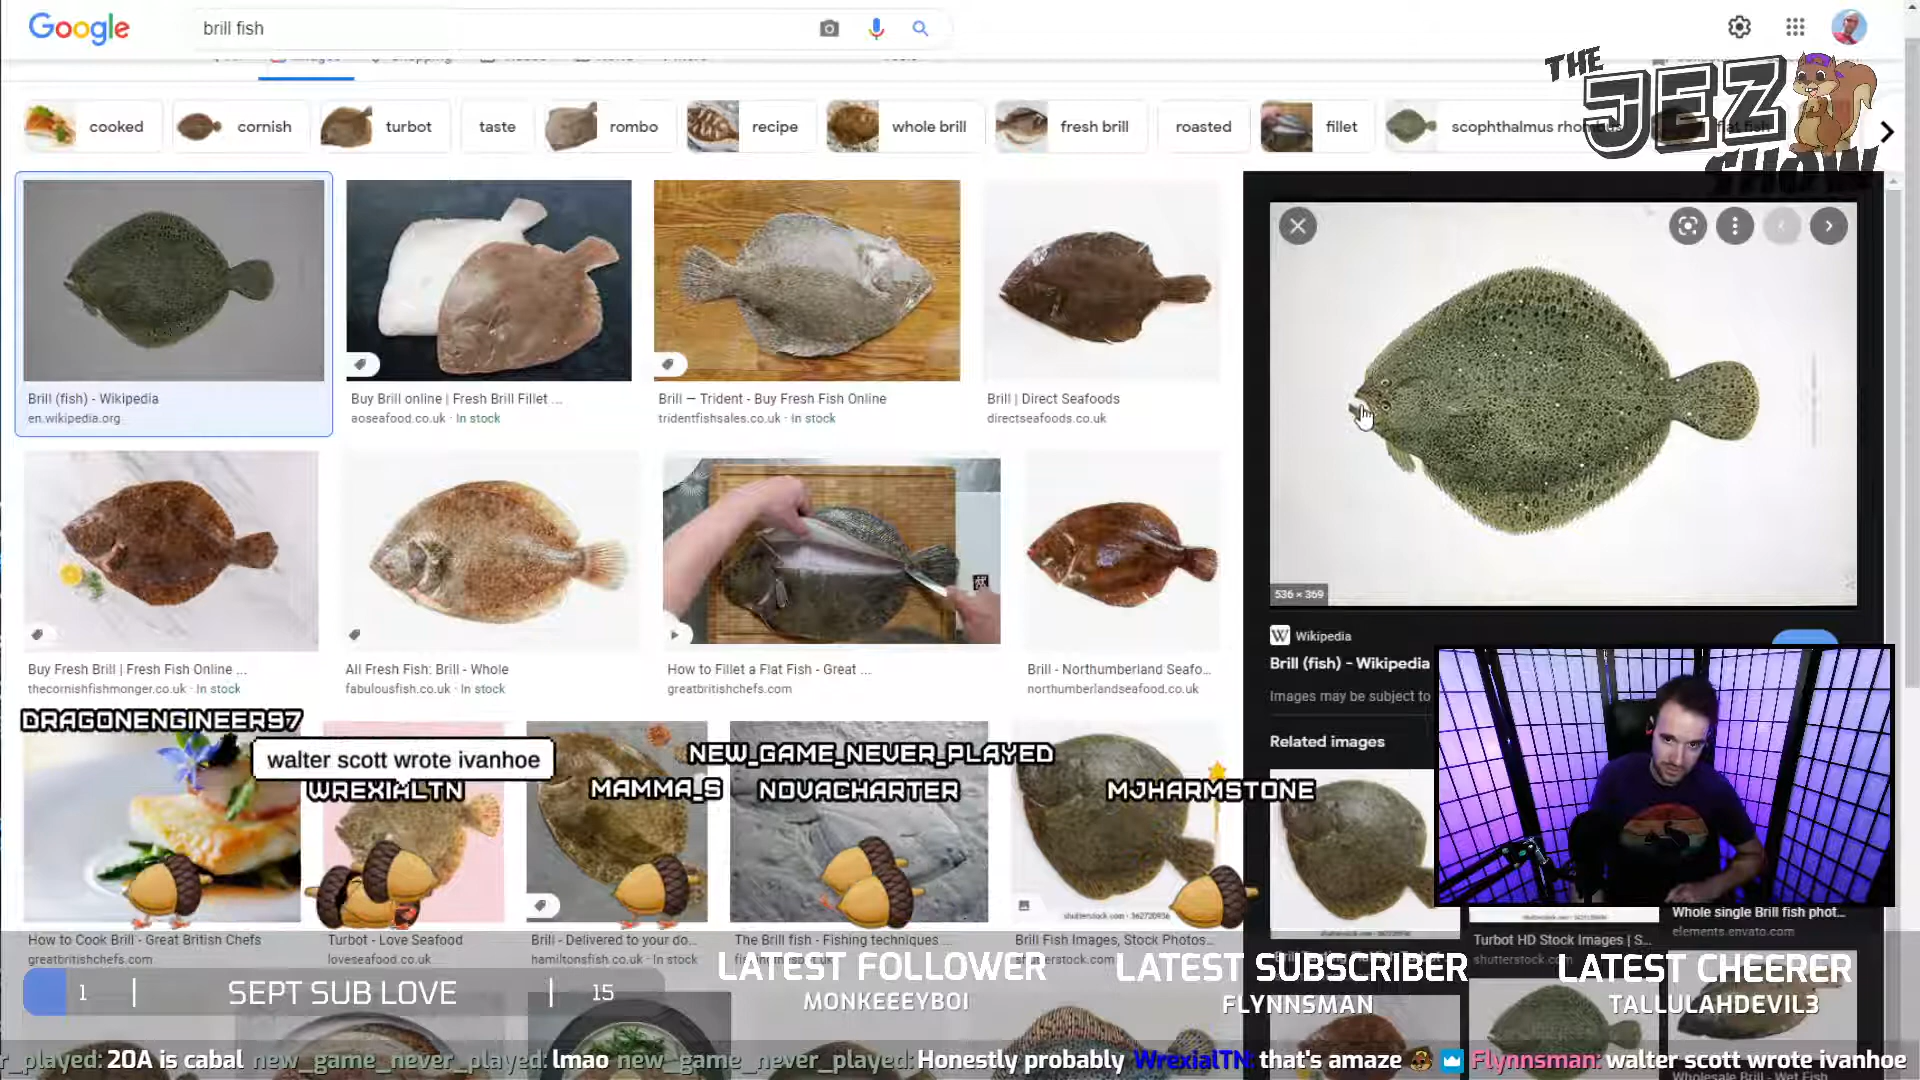 Google
brill fish
THE JEZ SHOW
cooked
cornish
turbot
taste
rombo
recipe
whole brill
fresh brill
roasted
fillet
scophthalmus
Brill (fish) - Wikipedia
en.wikipedia.org
Buy Brill online | Fresh Brill Fillet ...
aoseafood.co.uk · In stock
Brill — Trident - Buy Fresh Fish Online
tridentfishsales.co.uk · In stock
Brill | Direct Seafoods
directseafoods.co.uk
536 × 369
Buy Fresh Brill | Fresh Fish Online ...
thecornishfishmonger.co.uk · In stock
All Fresh Fish: Brill - Whole
fabulousfish.co.uk · In stock
How to Fillet a Flat Fish - Great ...
greatbritishchefs.com
Brill - Northumberland Seafo...
northumberlandseafood.co.uk
W Wikipedia
Brill (fish) - Wikipedia
Images may be subject to
Related images
DRAGONENGINEER97
walter scott wrote ivanhoe
WREXIALTN
MAMMA_S
NEW_GAME_NEVER_PLAYED
NOVACHARTER
MJHARMSTONE
shutterstock.com · 362720936
How to Cook Brill - Great British Chefs
greatbritishchefs.com
Turbot - Love Seafood
loveseafood.co.uk
Brill - Delivered to your do...
hamiltonsfish.co.uk · In stock
The Brill fish - Fishing techniques ...
Brill Fish Images, Stock Photos...
shutterstock.com
Turbot HD Stock Images | S...
shutterstock.com
Whole single Brill fish phot...
elements.envato.com
1 | SEPT SUB LOVE | 15
LATEST FOLLOWER
MONKEEEYBOI
LATEST SUBSCRIBER
FLYNNSMAN
LATEST CHEERER
TALLULAHDEVIL3
r_played: 20A is cabal new_game_never_played: lmao new_game_never_played: Honestly probably WrexialTN: that's amaze Flynnsman: walter scott wrote ivanhoe